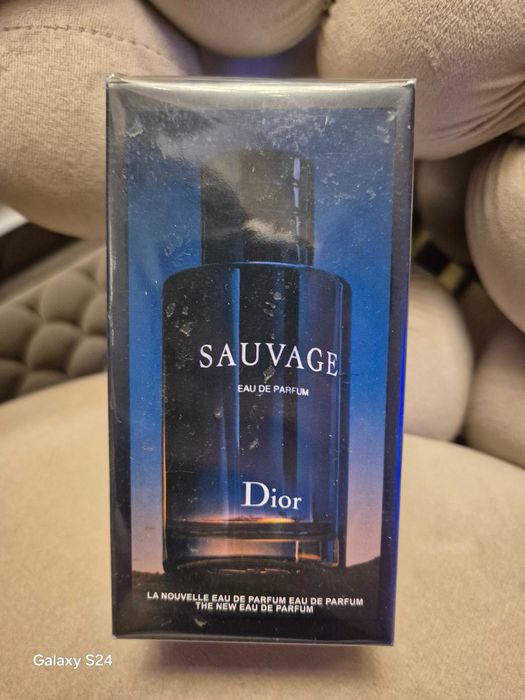 SAUVAGE
EAU DE PARFUM
Dior
LA NOUVELLE EAU DE PARFUM EAU DE PARFUM
THE NEW EAU DE PARFUM
Galaxy S24